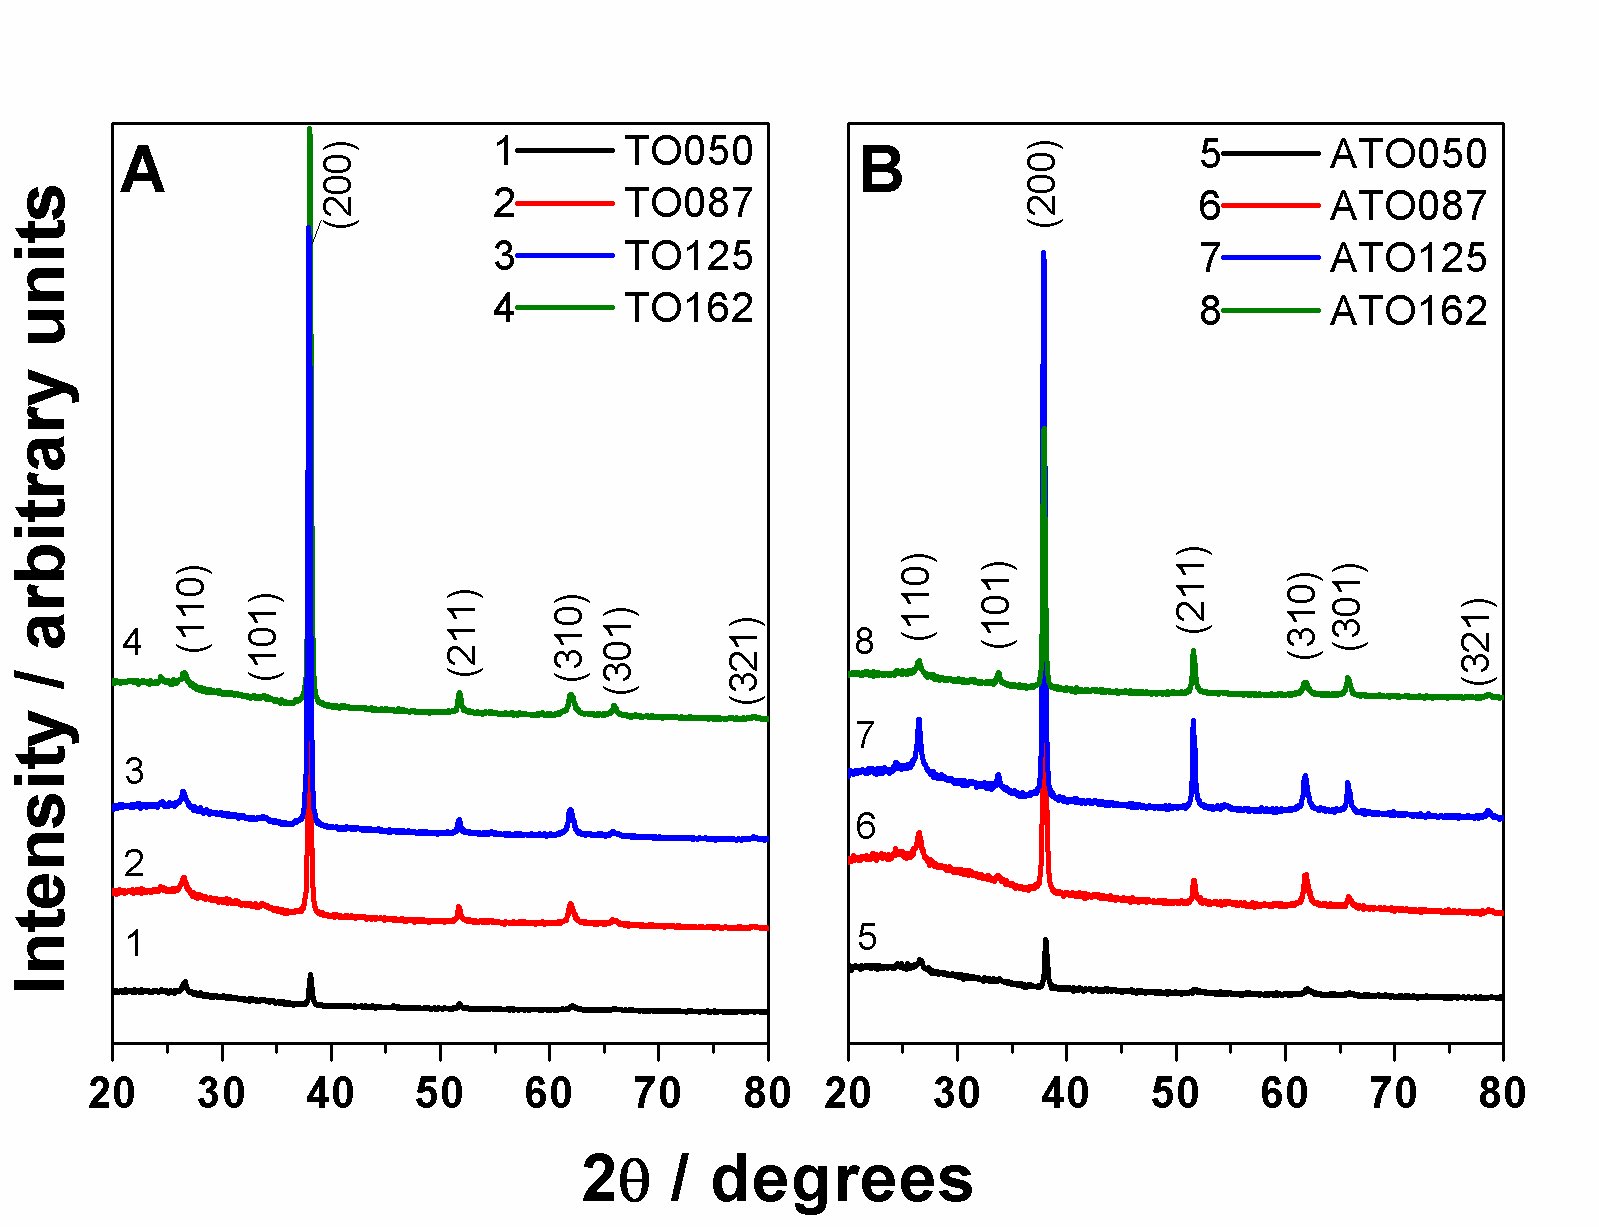 Intensity / arbitrary units
A
1 TO050
2 TO087
3 TO125
4 TO162
(200)
(110)
(101)
(211)
(310)
(301)
(321)
4
3
2
1
20 30 40 50 60 70 80
B
5 ATO050
6 ATO087
7 ATO125
8 ATO162
(200)
(110)
(101)
(211)
(310)
(301)
(321)
8
7
6
5
20 30 40 50 60 70 80
2θ / degrees